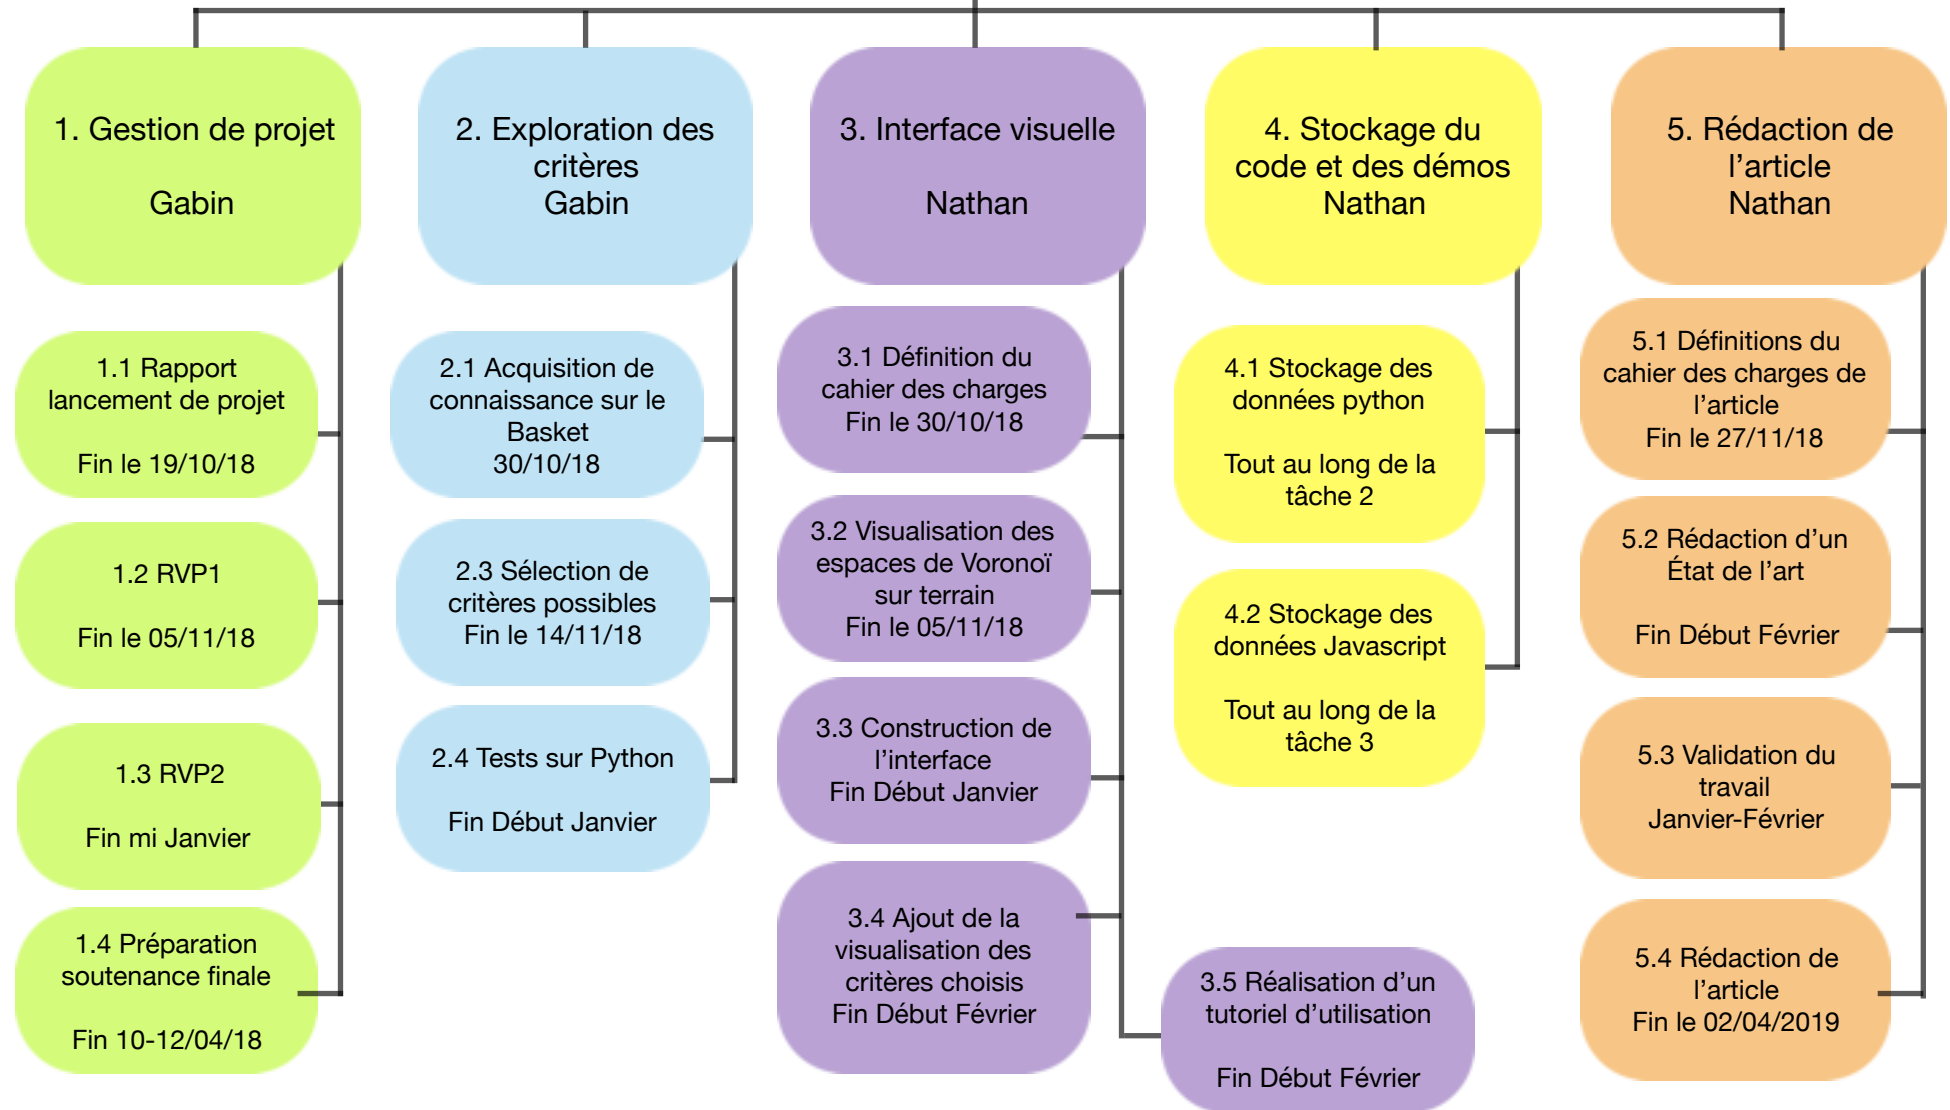 1. Gestion de projet
Gabin
2. Exploration des
critères
Gabin
3. Interface visuelle
Nathan
4. Stockage du
code et des démos
Nathan
5. Rédaction de
l’article
Nathan
1.1 Rapport
lancement de projet
Fin le 19/10/18
1.2 RVP1
Fin le 05/11/18
1.3 RVP2
Fin mi Janvier
1.4 Préparation
soutenance finale
Fin 10-12/04/18
2.1 Acquisition de
connaissance sur le
Basket
30/10/18
2.3 Sélection de
critères possibles
Fin le 14/11/18
2.4 Tests sur Python
Fin Début Janvier
3.1 Définition du
cahier des charges
Fin le 30/10/18
3.2 Visualisation des
espaces de Voronoï
sur terrain
Fin le 05/11/18
3.3 Construction de
l’interface
Fin Début Janvier
3.4 Ajout de la
visualisation des
critères choisis
Fin Début Février
3.5 Réalisation d’un
tutoriel d’utilisation
Fin Début Février
4.1 Stockage des
données python
Tout au long de la
tâche 2
4.2 Stockage des
données Javascript
Tout au long de la
tâche 3
5.1 Définitions du
cahier des charges de
l’article
Fin le 27/11/18
5.2 Rédaction d’un
État de l’art
Fin Début Février
5.3 Validation du
travail
Janvier-Février
5.4 Rédaction de
l’article
Fin le 02/04/2019